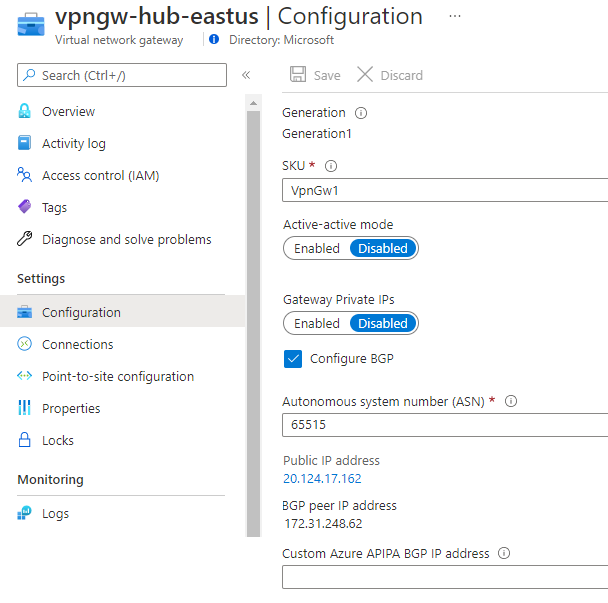 vpngw-hub-eastus | Configuration ...
Virtual network gateway Directory: Microsoft
Search (Ctrl+/) «
Overview
Activity log
Access control (IAM)
Tags
Diagnose and solve problems
Settings
Configuration
Connections
Point-to-site configuration
Properties
Locks
Monitoring
Logs
Save Discard
Generation
Generation1
SKU *
VpnGw1
Active-active mode
Enabled Disabled
Gateway Private IPs
Enabled Disabled
Configure BGP
Autonomous system number (ASN) *
65515
Public IP address
20.124.17.162
BGP peer IP address
172.31.248.62
Custom Azure APIPA BGP IP address